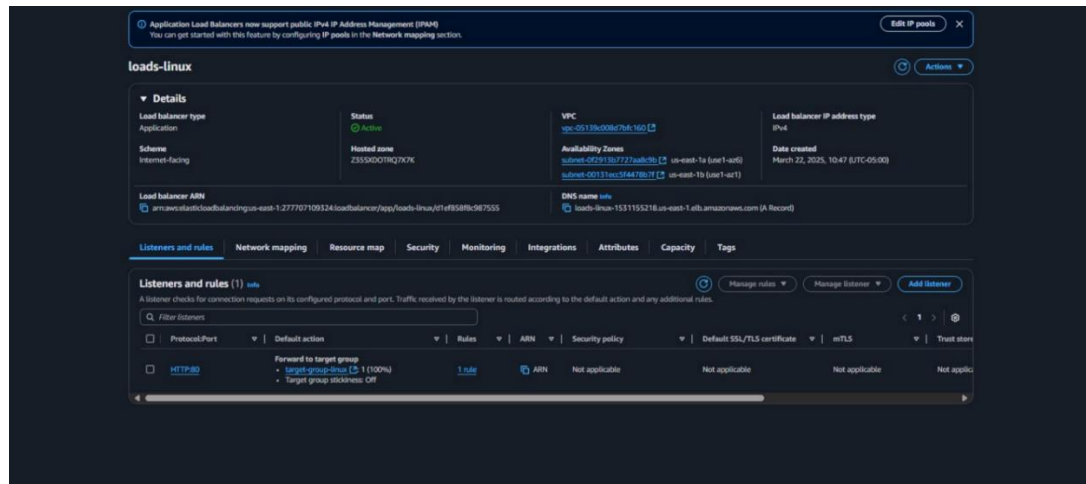 Application Load Balancers now support public IPv4 IP Address Management (IPAM)
You can get started with this feature by configuring IP pools in the Network mapping section.
Edit IP pools
loads-linux
Actions
Details
Load balancer type
Application
Status
Active
VPC
vpc-05139c008d7bfc160
Load balancer IP address type
IPv4
Scheme
Internet-facing
Hosted zone
Z35SXDOTRQ7X7K
Availability Zones
subnet-0f2913b7727aa8c9b us-east-1a (use1-az6)
subnet-00131ecc5f4478b7f us-east-1b (use1-az1)
Date created
March 22, 2025, 10:47 (UTC-05:00)
Load balancer ARN
arn:aws:elasticloadbalancing:us-east-1:277707109324:loadbalancer/app/loads-linux/d1ef858f8c987555
DNS name Info
loads-linux-1531155218.us-east-1.elb.amazonaws.com (A Record)
Listeners and rules Network mapping Resource map Security Monitoring Integrations Attributes Capacity Tags
Listeners and rules (1) Info
Manage rules Manage listener Add listener
A listener checks for connection requests on its configured protocol and port. Traffic received by the listener is routed according to the default action and any additional rules.
Filter listeners
1
Protocol:Port Default action Rules ARN Security policy Default SSL/TLS certificate mTLS Trust store
HTTP:80
Forward to target group
target-group-linux: 1 (100%)
Target group stickiness: Off
1 rule
ARN
Not applicable
Not applicable
Not applicable
Not applic